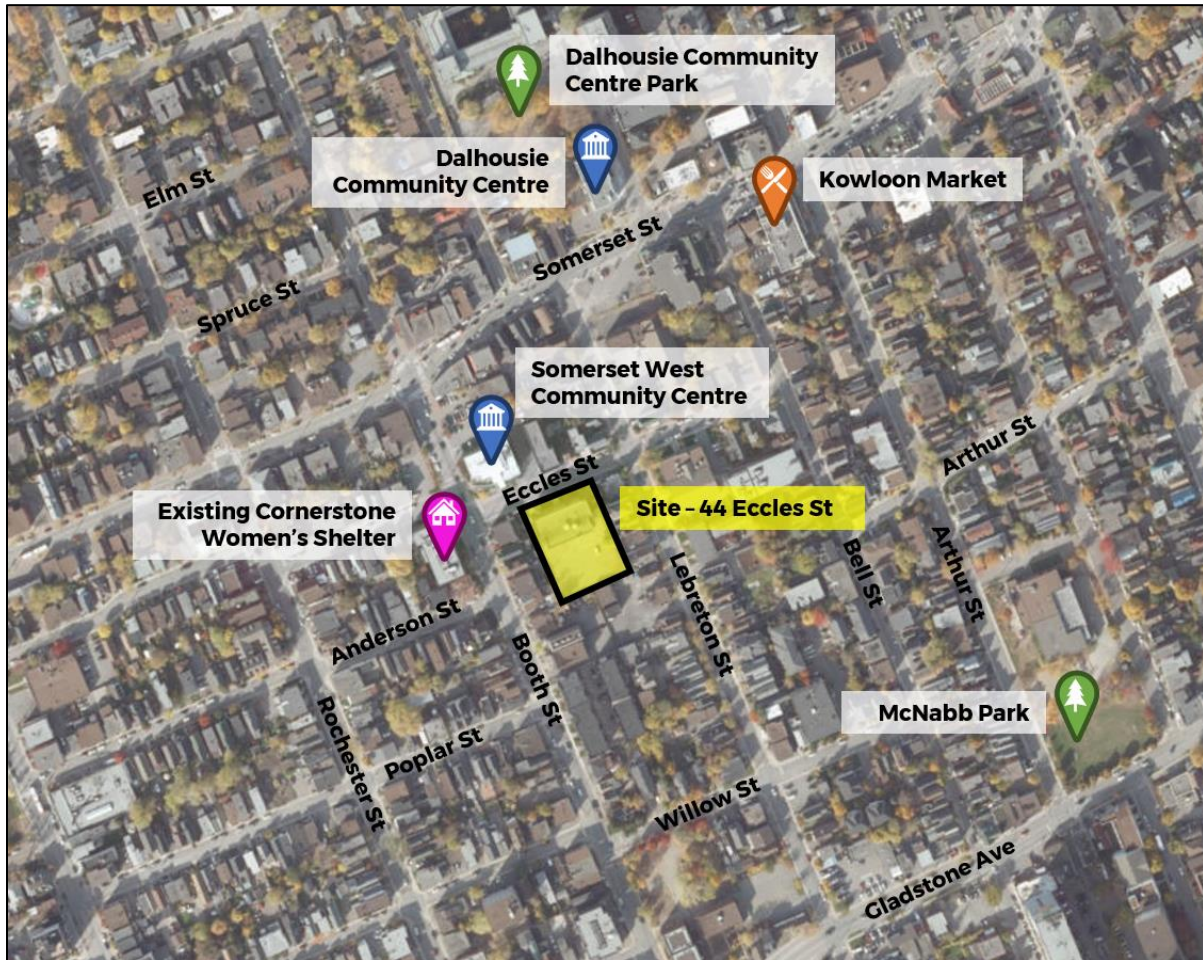 Dalhousie Community
Centre Park
Dalhousie
Community Centre
Kowloon Market
Elm St
Somerset St
Spruce St
Somerset West
Community Centre
Arthur St
Eccles St
Existing Cornerstone
Women's Shelter
Site – 44 Eccles St
Lebreton St
Bell St
Arthur St
Anderson St
Booth St
Rochester St
McNabb Park
Poplar St
Willow St
Gladstone Ave